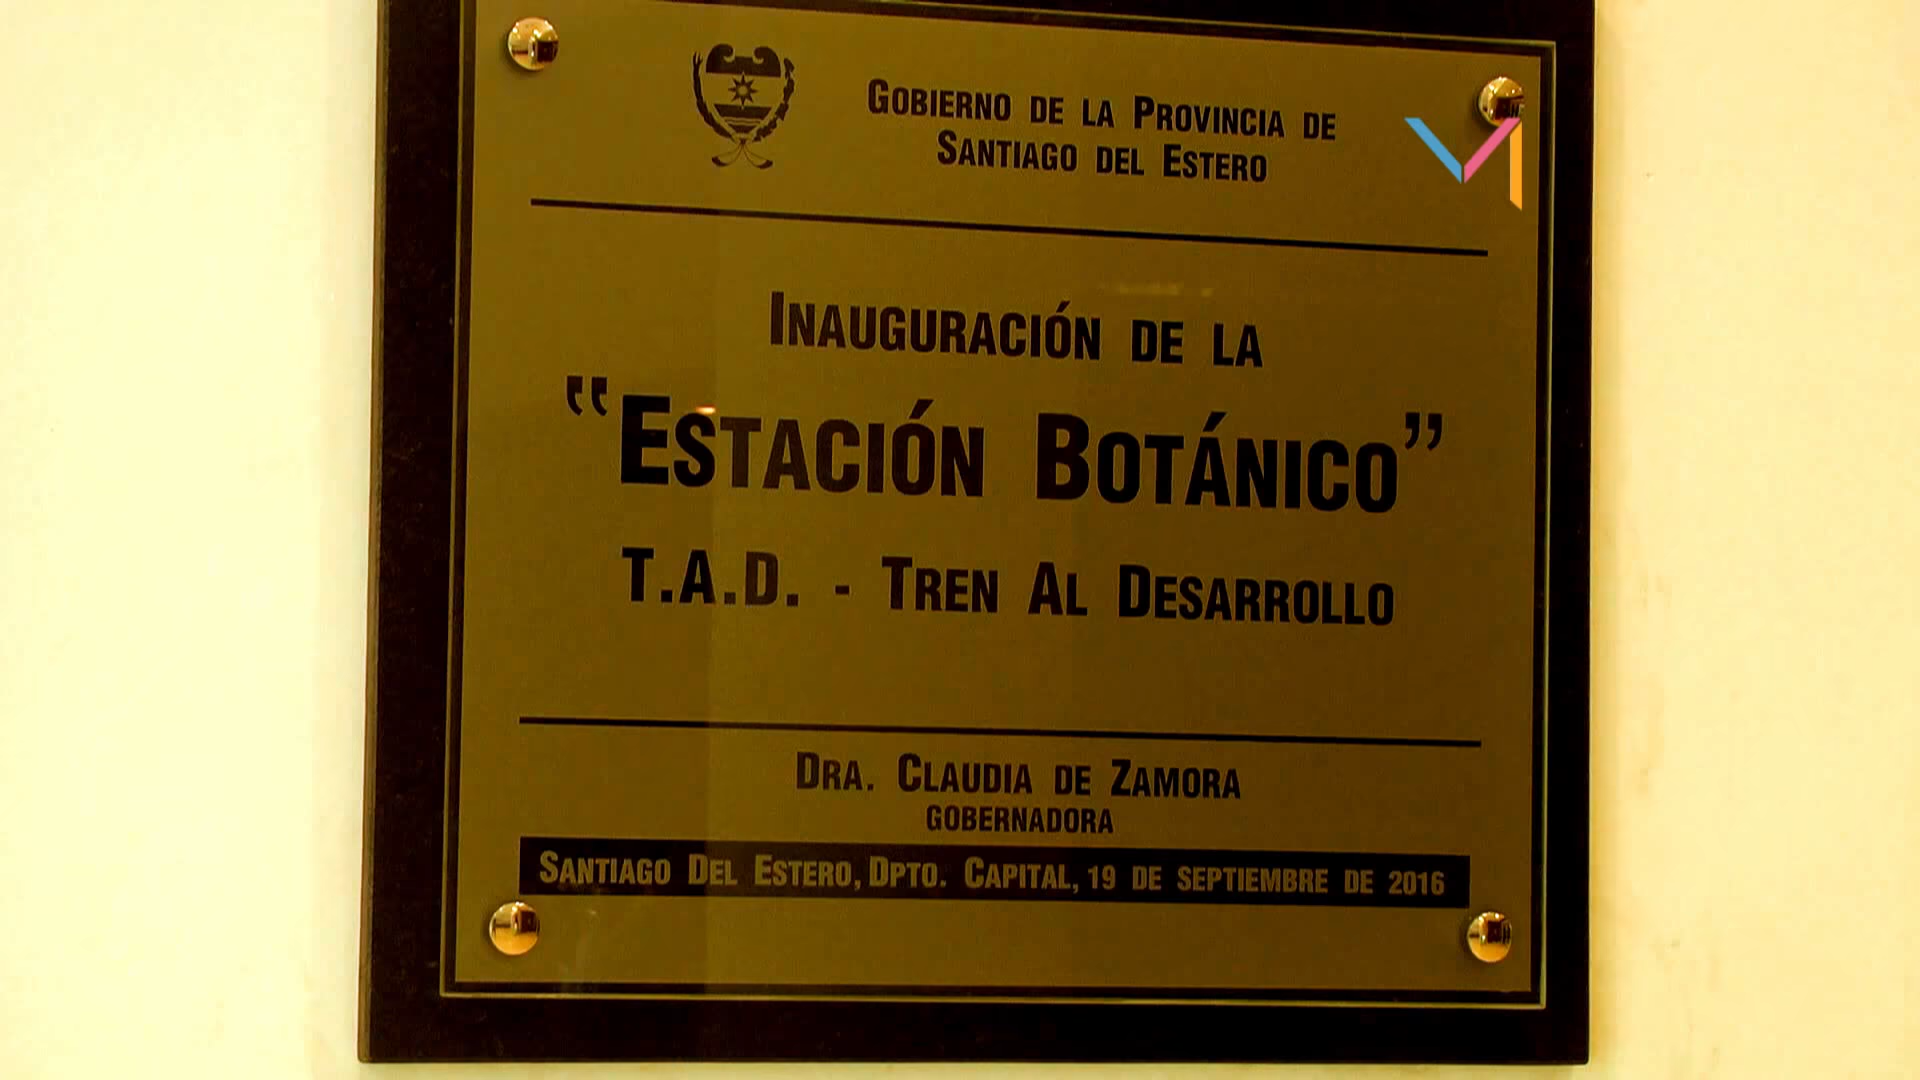 GOBIERNO DE LA PROVINCIA DE
SANTIAGO DEL ESTERO
INAUGURACIÓN DE LA
"ESTACIÓN BOTÁNICO"
T.A.D. - TREN AL DESARROLLO
DRA. CLAUDIA DE ZAMORA
GOBERNADORA
SANTIAGO DEL ESTERO, DPTO. CAPITAL, 19 DE SEPTIEMBRE DE 2016